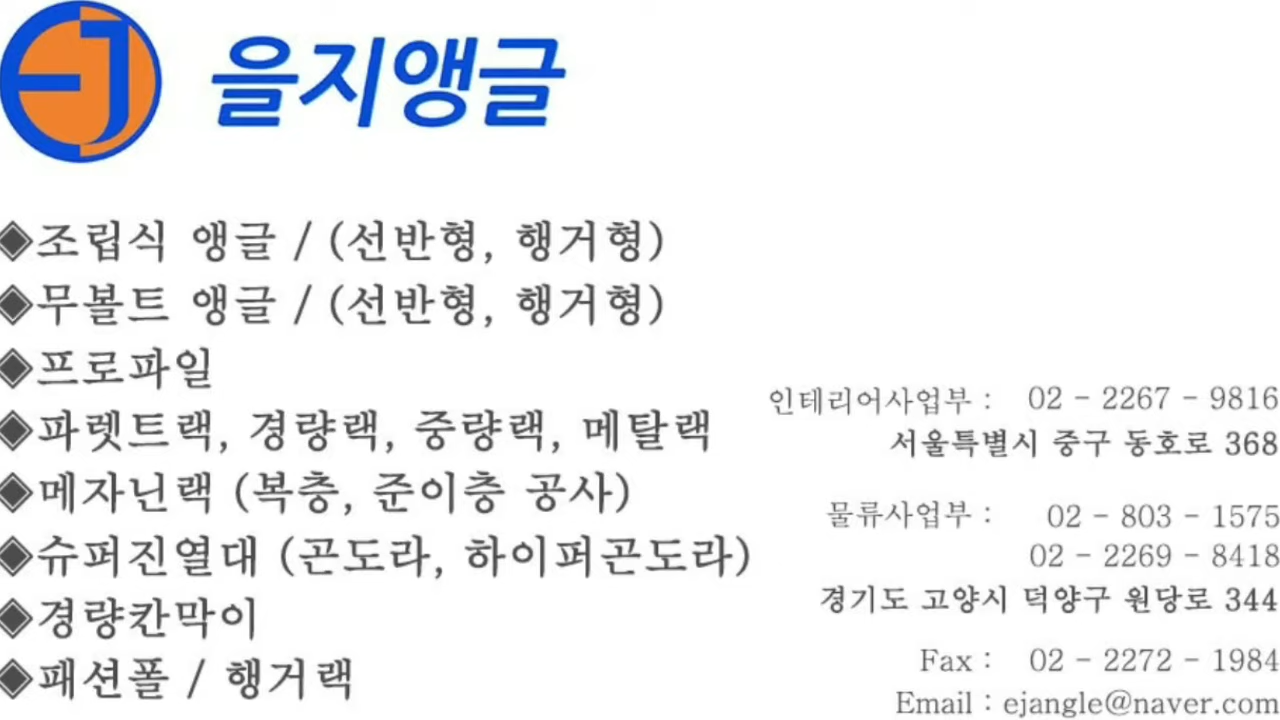 EJ 을지앵글
◈조립식 앵글 / (선반형, 행거형)
◈무볼트 앵글 / (선반형, 행거형)
◈프로파일
◈파렛트랙, 경량랙, 중량랙, 메탈랙
◈메자닌랙 (복층, 준이층 공사)
◈슈퍼진열대 (곤도라, 하이퍼곤도라)
◈경량칸막이
◈패션폴 / 행거랙
인테리어사업부 : 02 - 2267 - 9816
서울특별시 중구 동호로 368
물류사업부 : 02 - 803 - 1575
02 - 2269 - 8418
경기도 고양시 덕양구 원당로 344
Fax : 02 - 2272 - 1984
Email : ejangle@naver.com